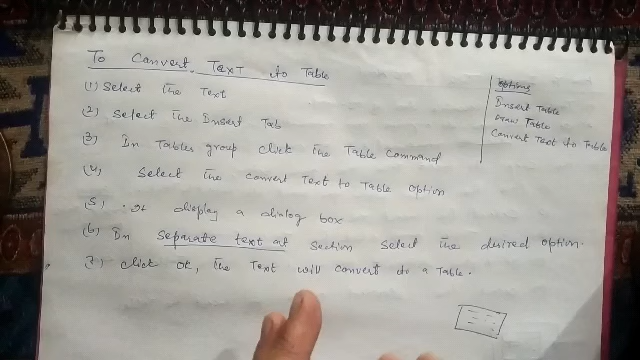 To Convert Text to Table
(1) Select the Text
(2) Select the Insert Tab
(3) In Tables group click the Table Command
(4) Select the convert Text to Table option
(5) It display a dialog box
(6) In separate text at section select the desired option.
(7) click ok, the Text will convert to a Table.
options
Insert Table
Draw Table
Convert Text to Table